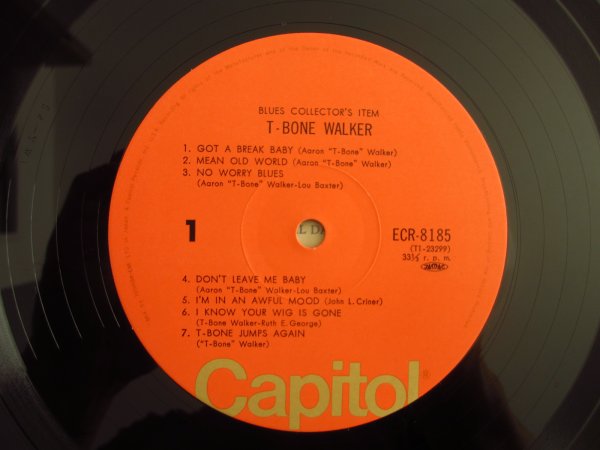 BLUES COLLECTOR'S ITEM
T-BONE WALKER
1. GOT A BREAK BABY (Aaron "T-Bone" Walker)
2. MEAN OLD WORLD (Aaron "T-Bone" Walker)
3. NO WORRY BLUES
(Aaron "T-Bone" Walker-Lou Baxter)
1
ECR-8185
(T1-23299)
33⅓ r. p. m.
4. DON'T LEAVE ME BABY
(Aaron "T-Bone" Walker-Lou Baxter)
5. I'M IN AN AWFUL MOOD (John L. Criner)
6. I KNOW YOUR WIG IS GONE
(T-Bone Walker-Ruth E. George)
7. T-BONE JUMPS AGAIN
("T-Bone" Walker)
Capitol®